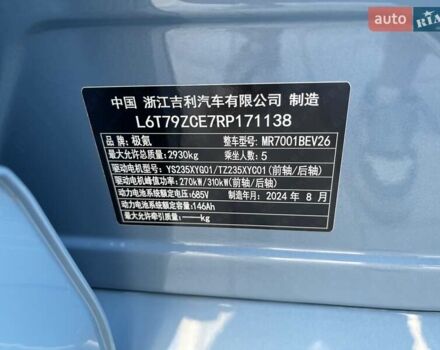 AUTO RIA
中国 浙江吉利汽车有限公司 制造
L6T79ZCE7RP171138
品牌：极氪 整车型号：MR7001BEV26
最大允许总质量：2930kg 乘坐人数：5
驱动电机型号：YS235XYG01/TZ235XYC01(前轴/后轴)
驱动电机峰值功率：270kW/310kW(前轴/后轴)
动力电池系统额定电压：685V 制造年月：2024 年 8 月
动力电池系统额定容量：146Ah
最大允许牵引质量：——kg